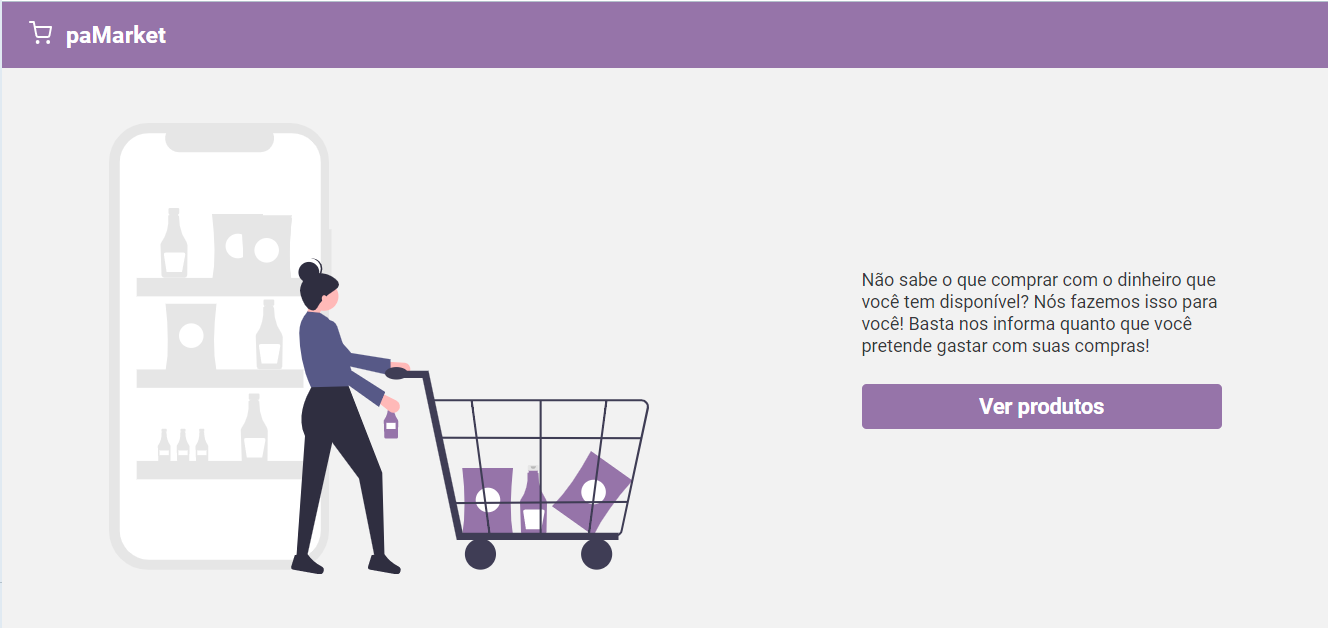 paMarket
Não sabe o que comprar com o dinheiro que
você tem disponível? Nós fazemos isso para
você! Basta nos informa quanto que você
pretende gastar com suas compras!
Ver produtos